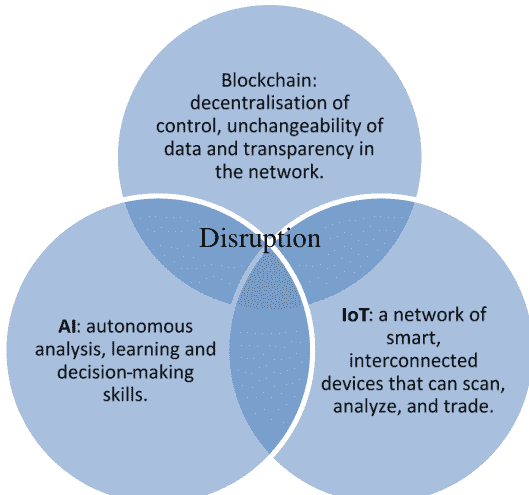 Blockchain:
decentralisation of
control, unchangeability of
data and transparency in
the network.
Disruption
AI: autonomous
analysis, learning and
decision-making
skills.
IoT: a network of
smart,
interconnected
devices that can scan,
analyze, and trade.